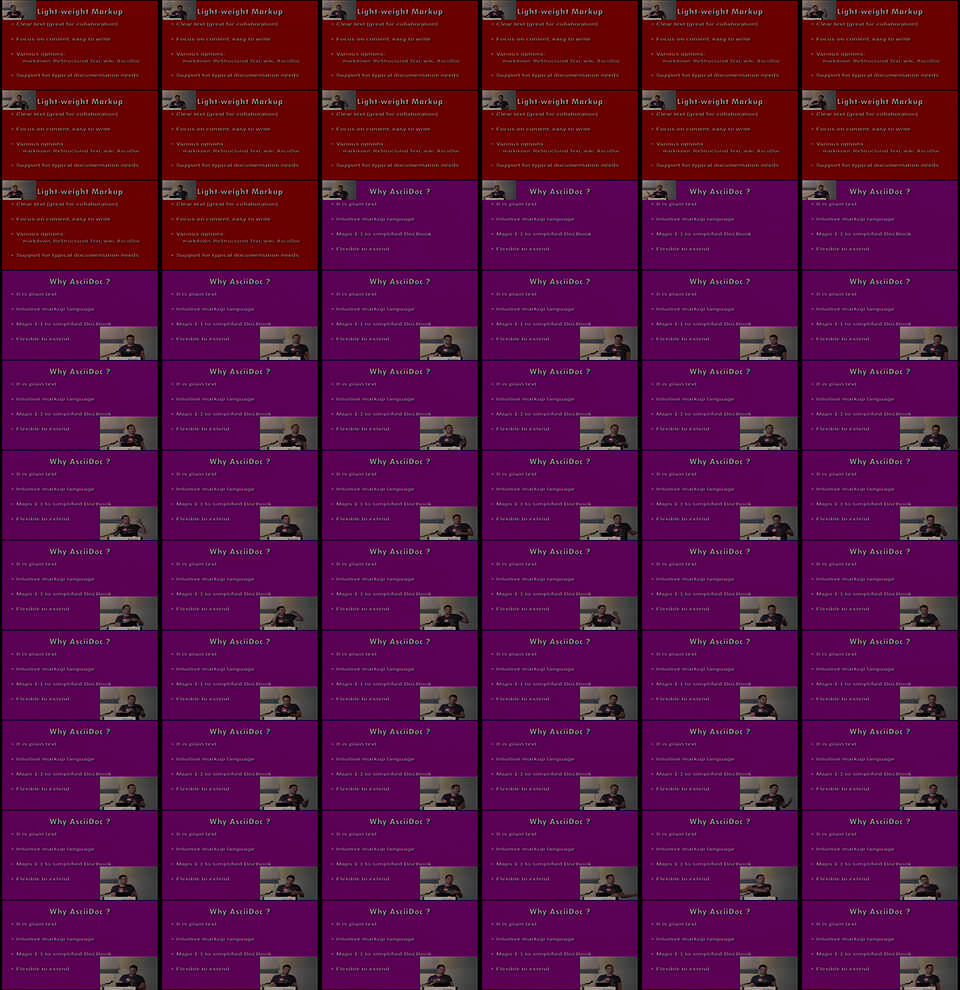 Light-weight Markup
• Clear text (great for collaboration)
• Focus on content, easy to write
• Various options:
Markdown, ReStructured Text, wiki, AsciiDoc
• Support for typical documentation needs
Why AsciiDoc ?
• It is plain text
• Intuitive markup language
• Maps 1-1 to simplified DocBook
• Flexible to extend